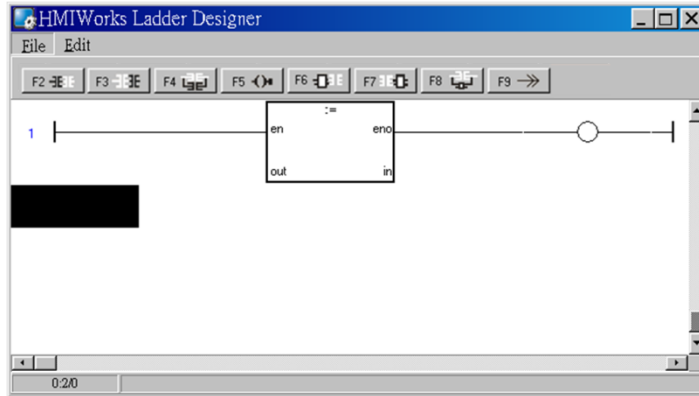 HMIWorks Ladder Designer
File Edit
F2 F3 F4 F5 F6 F7 F8 F9
:=
1 en eno
out in
0:2/0